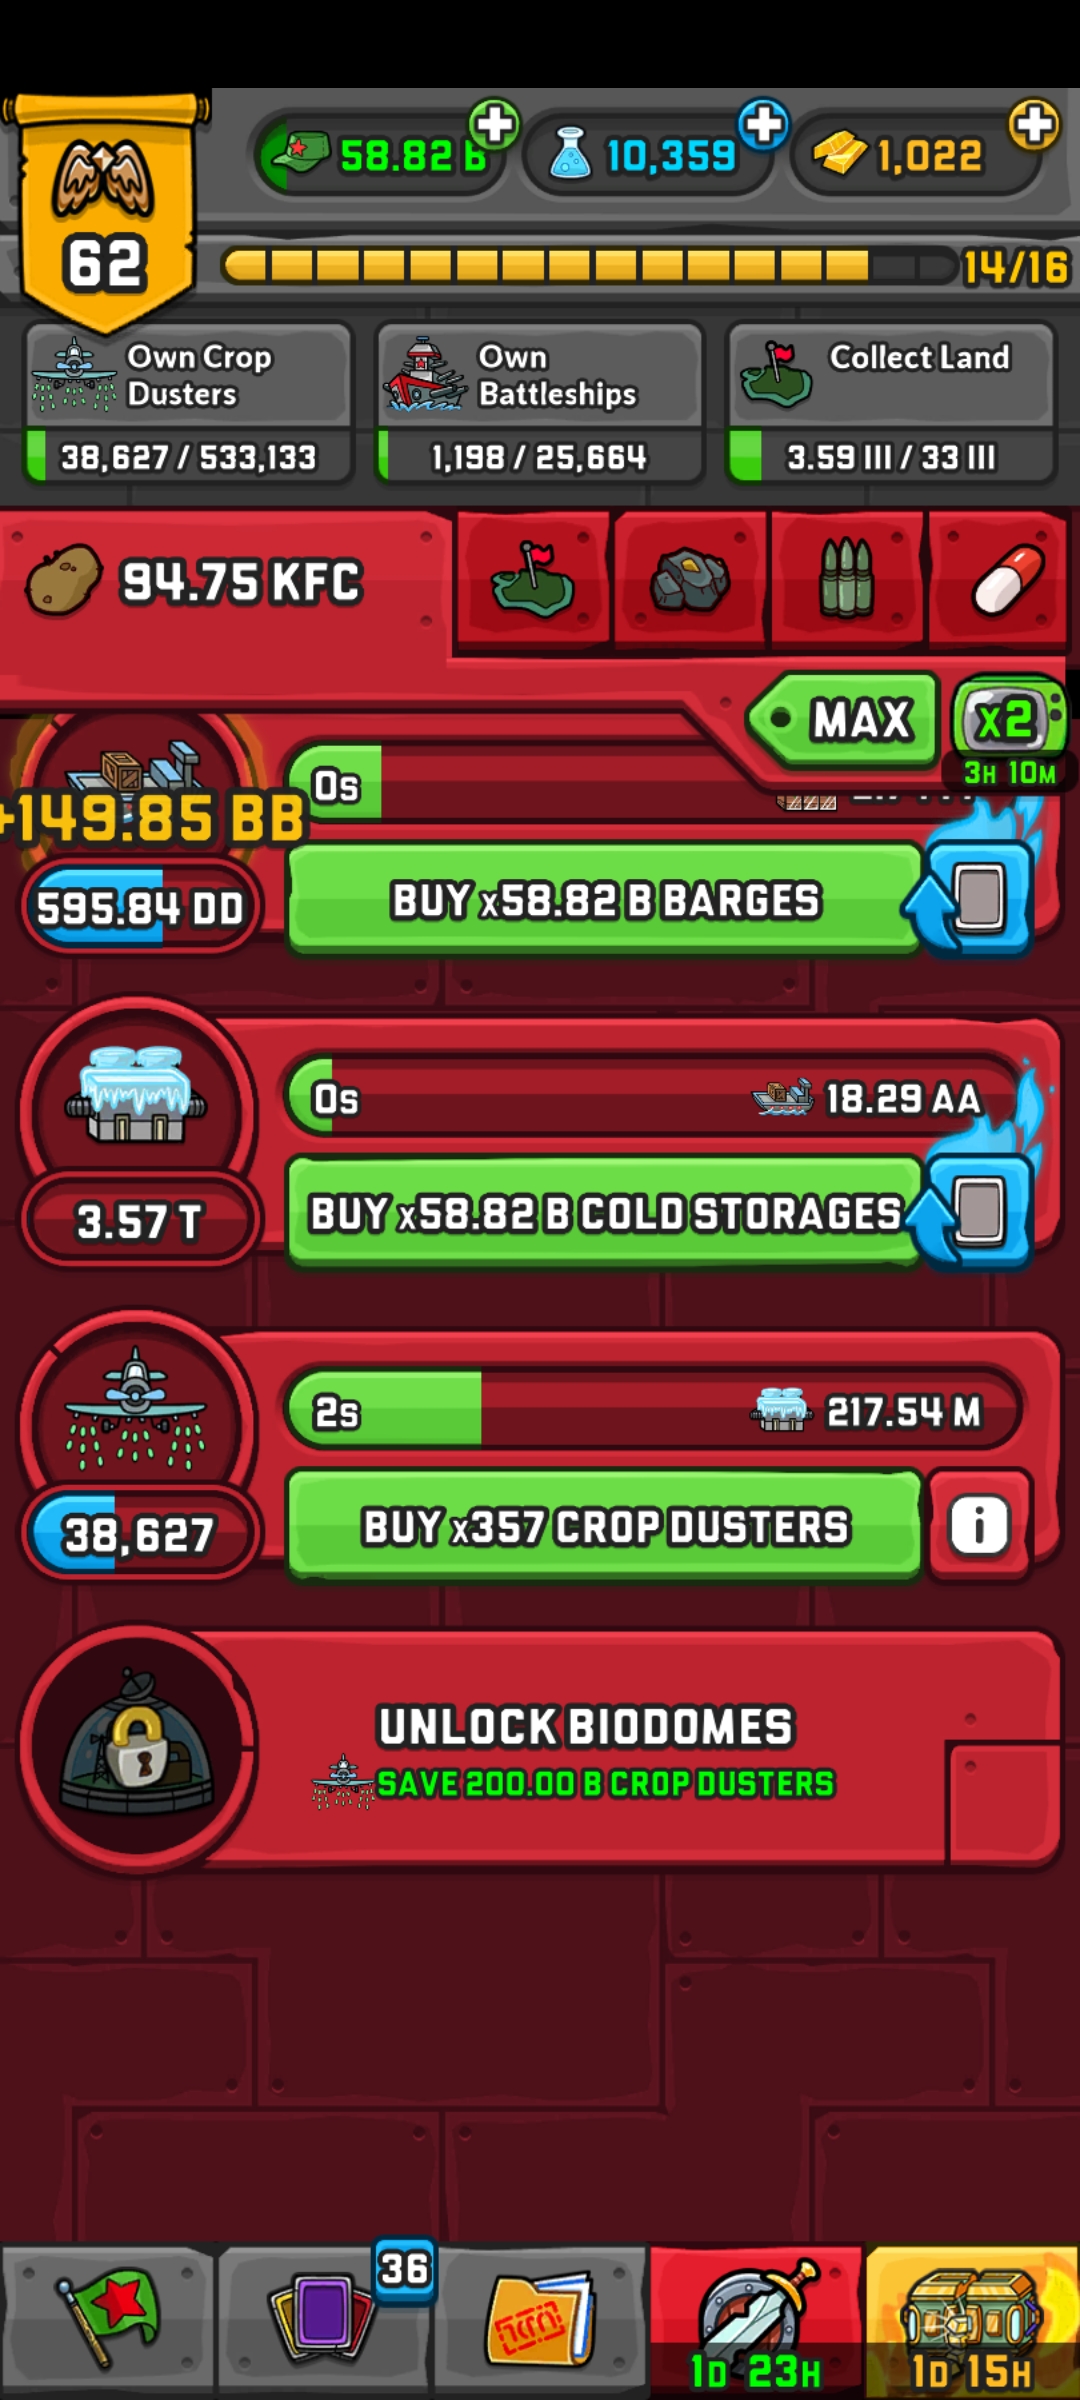 58.82 B
10,359
1,022
62
14/16
Own Crop
Dusters
38,627 / 533,133
Own
Battleships
1,198 / 25,664
Collect Land
3.59 III / 33 III
94.75 KFC
MAX
x2
3H 10M
0s
+149.85 BB
595.84 DD
BUY x58.82 B BARGES
0s
18.29 AA
3.57 T
BUY x58.82 B COLD STORAGES
2s
217.54 M
38,627
BUY x357 CROP DUSTERS
i
UNLOCK BIODOMES
SAVE 200.00 B CROP DUSTERS
36
1D 23H
1D 15H